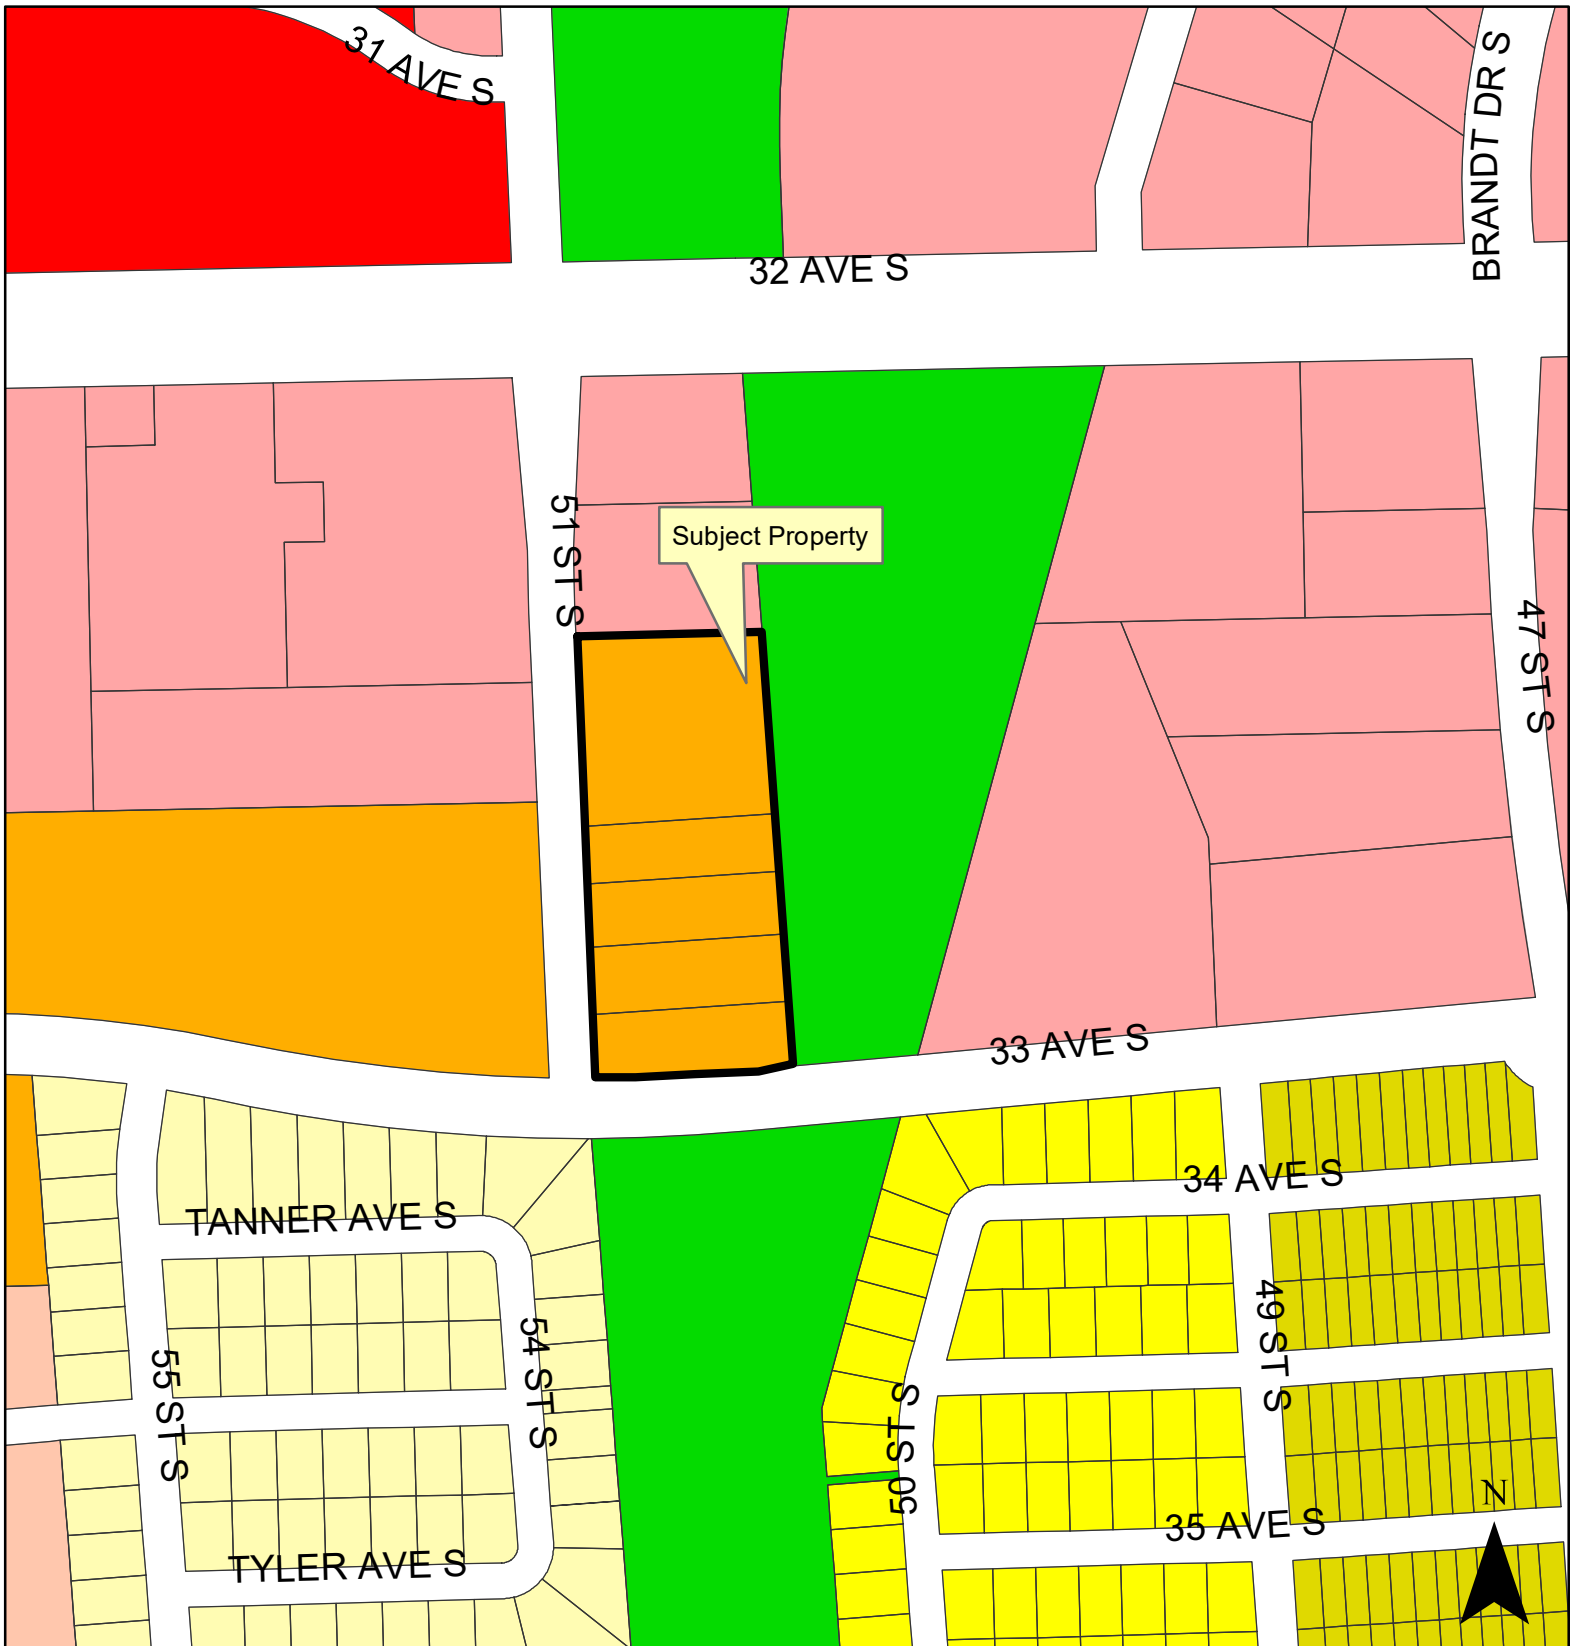 31 AVE S
BRANDT DR S
32 AVE S
51 ST S
Subject Property
47 ST S
33 AVE S
34 AVE S
TANNER AVE S
49 ST S
54 ST S
55 ST S
50 ST S
N
35 AVE S
TYLER AVE S